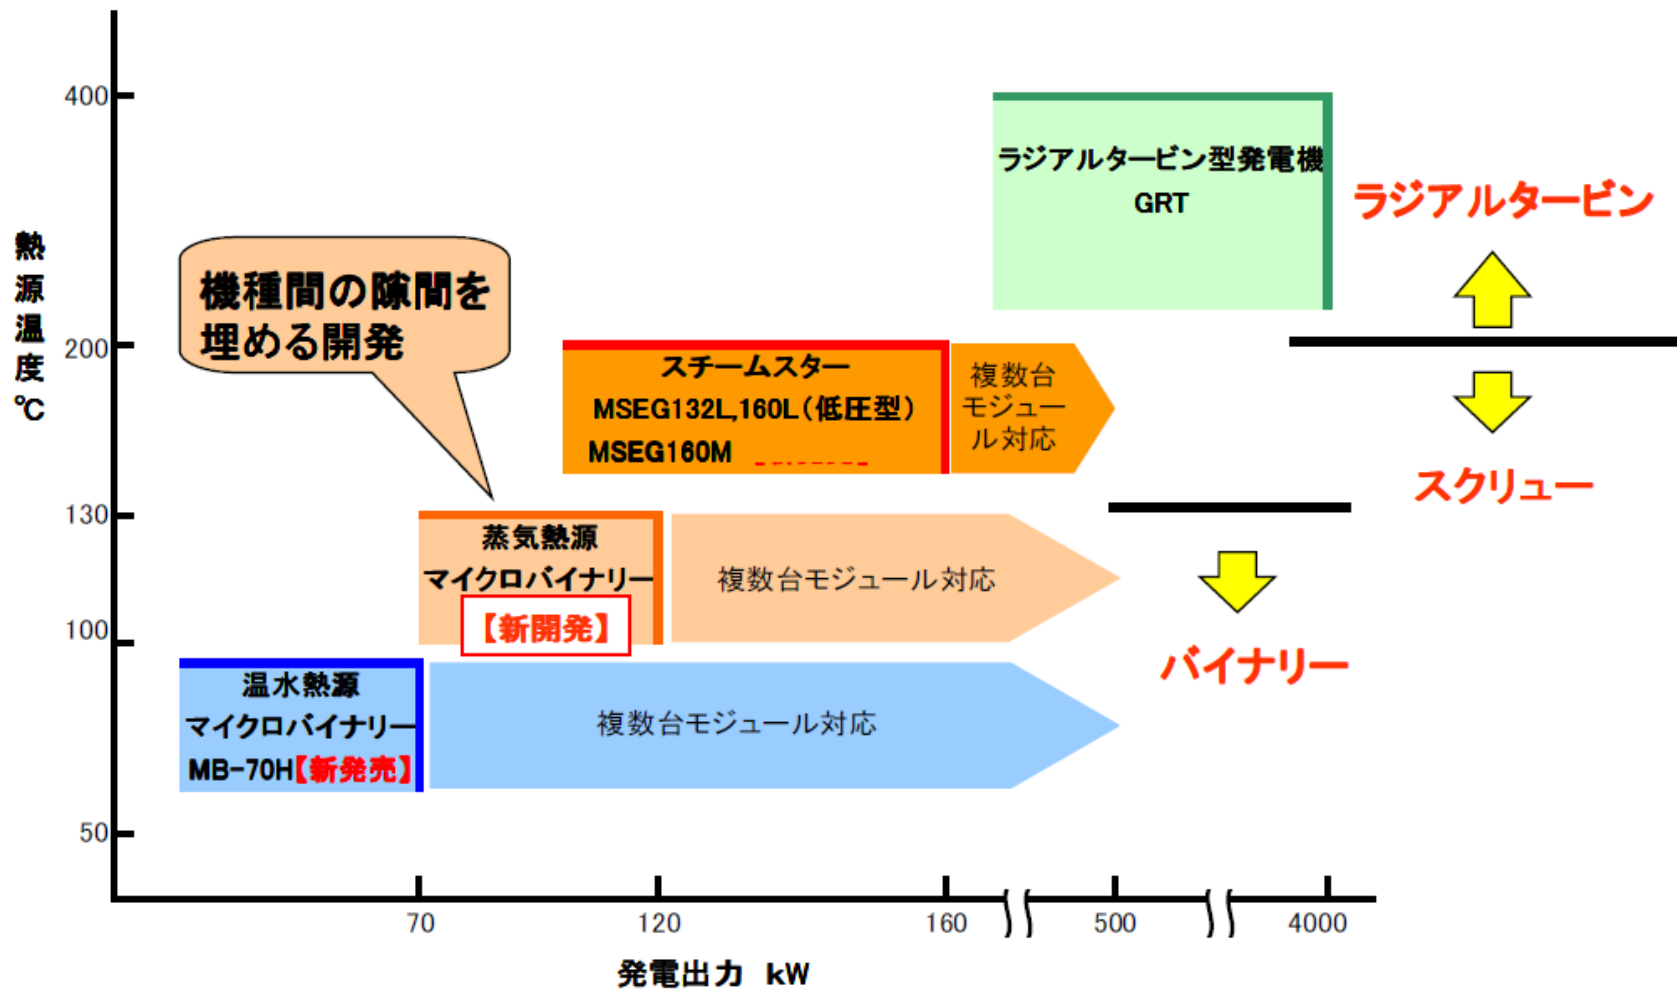 400
ラジアルタービン型発電機
GRT
ラジアルタービン
熱源温度℃
機種間の隙間を
埋める開発
200
スチームスター
MSEG132L,160L(低圧型)
MSEG160M
複数台
モジュー
ル対応
スクリュー
130
蒸気熱源
マイクロバイナリー
【新開発】
複数台モジュール対応
バイナリー
100
温水熱源
マイクロバイナリー
MB-70H【新発売】
複数台モジュール対応
50
70
120
160
500
4000
発電出力 kW